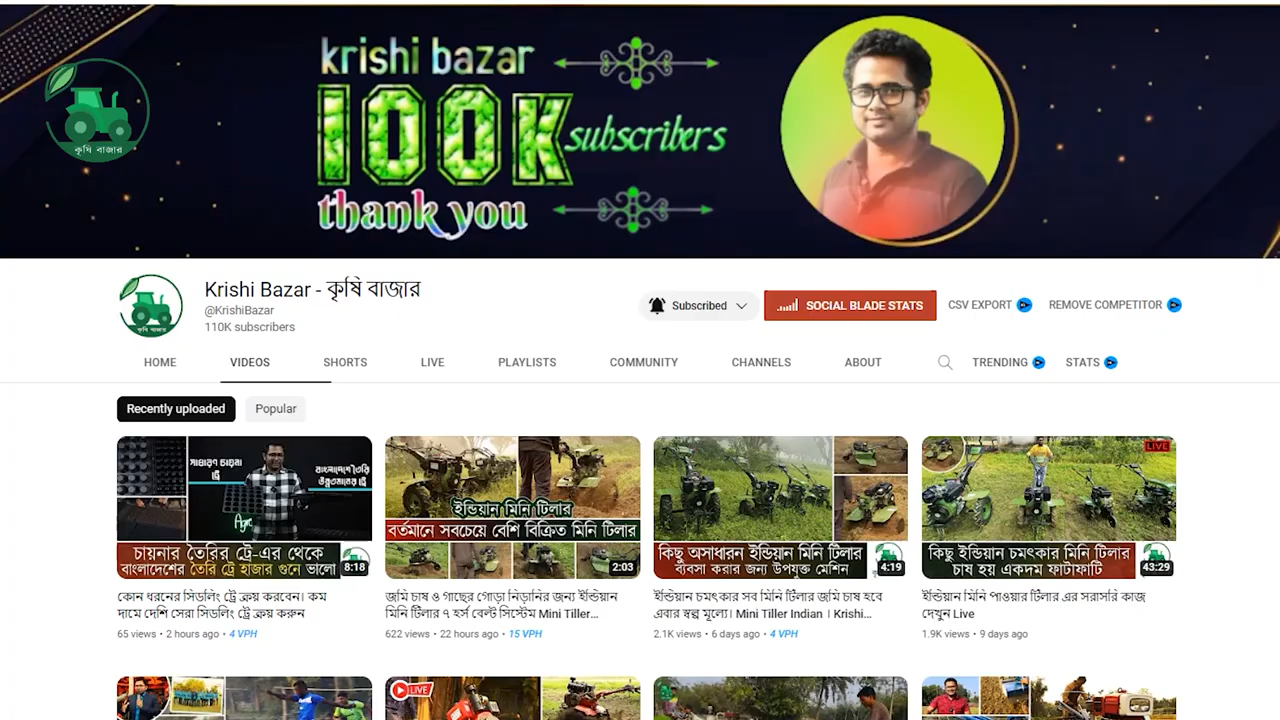 krishi bazar
100K subscribers
thank you
কৃষি বাজার
Krishi Bazar - কৃষি বাজার
@KrishiBazar
110K subscribers
Subscribed
SOCIAL BLADE STATS
CSV EXPORT
REMOVE COMPETITOR
HOME VIDEOS SHORTS LIVE PLAYLISTS COMMUNITY CHANNELS ABOUT TRENDING STATS
Recently uploaded Popular
সাধারণ চায়না
ট্রে
বাংলাদেশে তৈরি
উন্নতমানের ট্রে
চায়নার তৈরির ট্রে-এর থেকে
বাংলাদেশের তৈরি ট্রে হাজার গুনে ভালো
8:18
কোন ধরনের সিডলিং ট্রে ক্রয় করবেন। কম
দামে দেশি সেরা সিডলিং ট্রে ক্রয় করুন
65 views • 2 hours ago • 4 VPH
ইন্ডিয়ান মিনি টিলার
বর্তমানে সবচেয়ে বেশি বিক্রিত মিনি টিলার
2:03
জমি চাষ ও গাছের গোড়া নিড়ানির জন্য ইন্ডিয়ান
মিনি টিলার ৭ হর্স বেল্ট সিস্টেম Mini Tiller...
622 views • 22 hours ago • 15 VPH
কিছু অসাধারন ইন্ডিয়ান মিনি টিলার
ব্যবসা করার জন্য উপযুক্ত মেশিন
4:19
ইন্ডিয়ান চমৎকার সব মিনি টিলার জমি চাষ হবে
এবার স্বল্প মূল্যে। Mini Tiller Indian । Krishi...
2.1K views • 6 days ago • 4 VPH
LIVE
কিছু ইন্ডিয়ান চমৎকার মিনি টিলার
চাষ হয় একদম ফাটাফাটি
43:29
ইন্ডিয়ান মিনি পাওয়ার টিলার এর সরাসরি কাজ
দেখুন Live
1.9K views • 9 days ago
LIVE